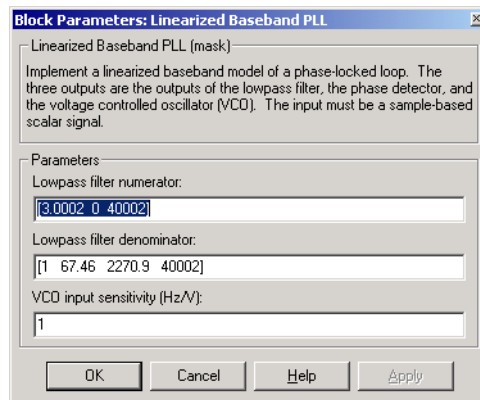 Block Parameters: Linearized Baseband PLL
Linearized Baseband PLL (mask)
Implement a linearized baseband model of a phase-locked loop. The
three outputs are the outputs of the lowpass filter, the phase detector, and
the voltage controlled oscillator (VCO). The input must be a sample-based
scalar signal.
Parameters
Lowpass filter numerator:
[3.0002 0 40002]
Lowpass filter denominator:
[1 67.46 2270.9 40002]
VCO input sensitivity (Hz/V):
1
OK Cancel Help Apply